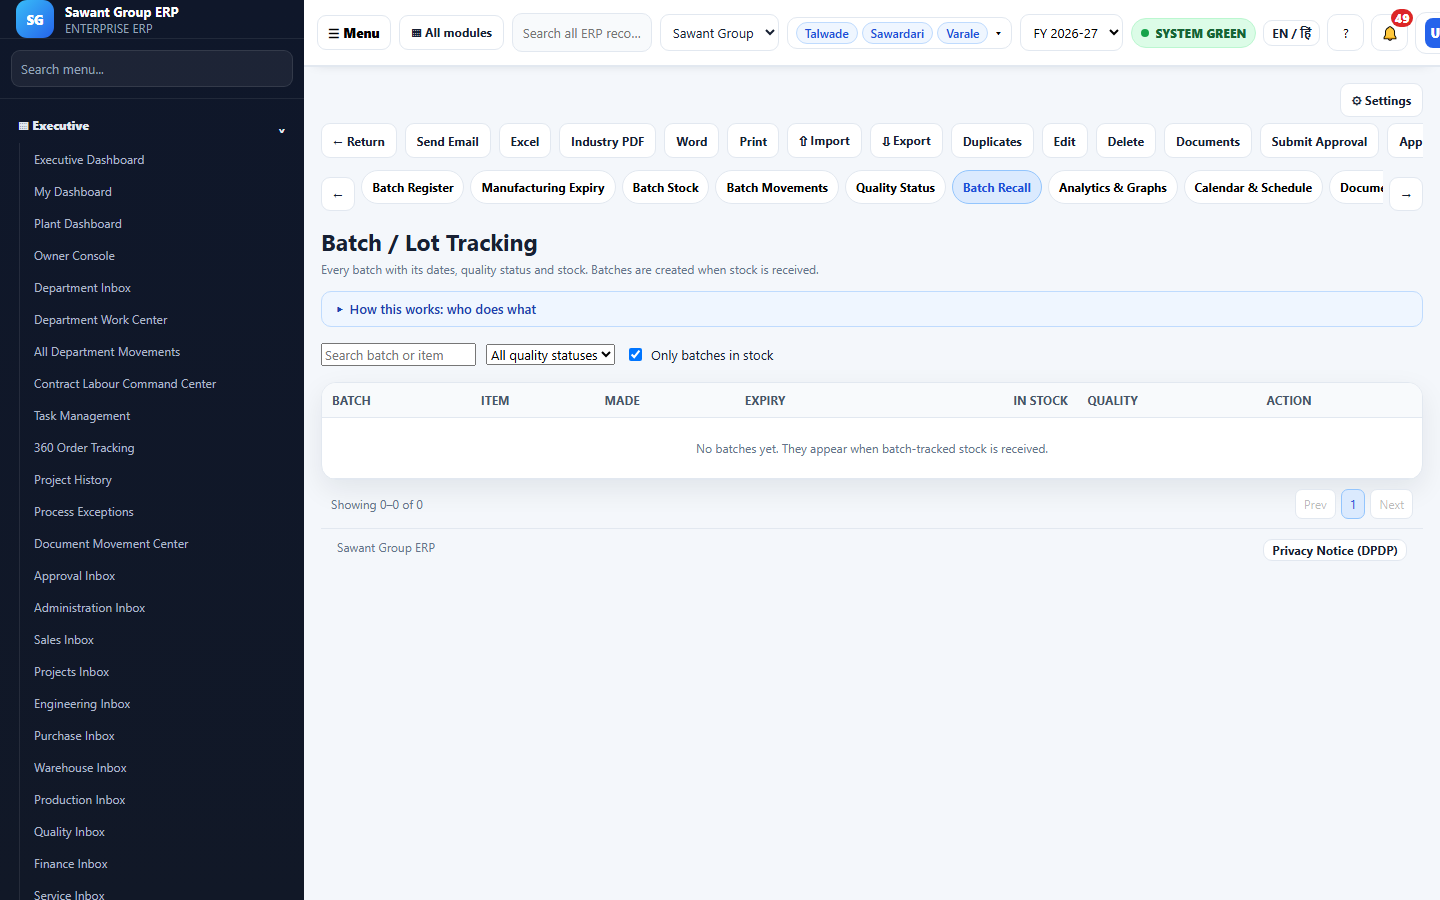 SG
Sawant Group ERP
ENTERPRISE ERP
Search menu...
Executive
Executive Dashboard
My Dashboard
Plant Dashboard
Owner Console
Department Inbox
Department Work Center
All Department Movements
Contract Labour Command Center
Task Management
360 Order Tracking
Project History
Process Exceptions
Document Movement Center
Approval Inbox
Administration Inbox
Sales Inbox
Projects Inbox
Engineering Inbox
Purchase Inbox
Warehouse Inbox
Production Inbox
Quality Inbox
Finance Inbox
Service Inbox
☰ Menu All modules Search all ERP reco... Sawant Group Talwade Sawardari Varale FY 2026-27 SYSTEM GREEN EN / हिं ? 49 U
⚙ Settings
← Return Send Email Excel Industry PDF Word Print ⇧ Import ⇩ Export Duplicates Edit Delete Documents Submit Approval App
← Batch Register Manufacturing Expiry Batch Stock Batch Movements Quality Status Batch Recall Analytics & Graphs Calendar & Schedule Docume →
Batch / Lot Tracking
Every batch with its dates, quality status and stock. Batches are created when stock is received.
▸ How this works: who does what
Search batch or item All quality statuses Only batches in stock
BATCH ITEM MADE EXPIRY IN STOCK QUALITY ACTION
No batches yet. They appear when batch-tracked stock is received.
Showing 0–0 of 0 Prev 1 Next
Sawant Group ERP Privacy Notice (DPDP)